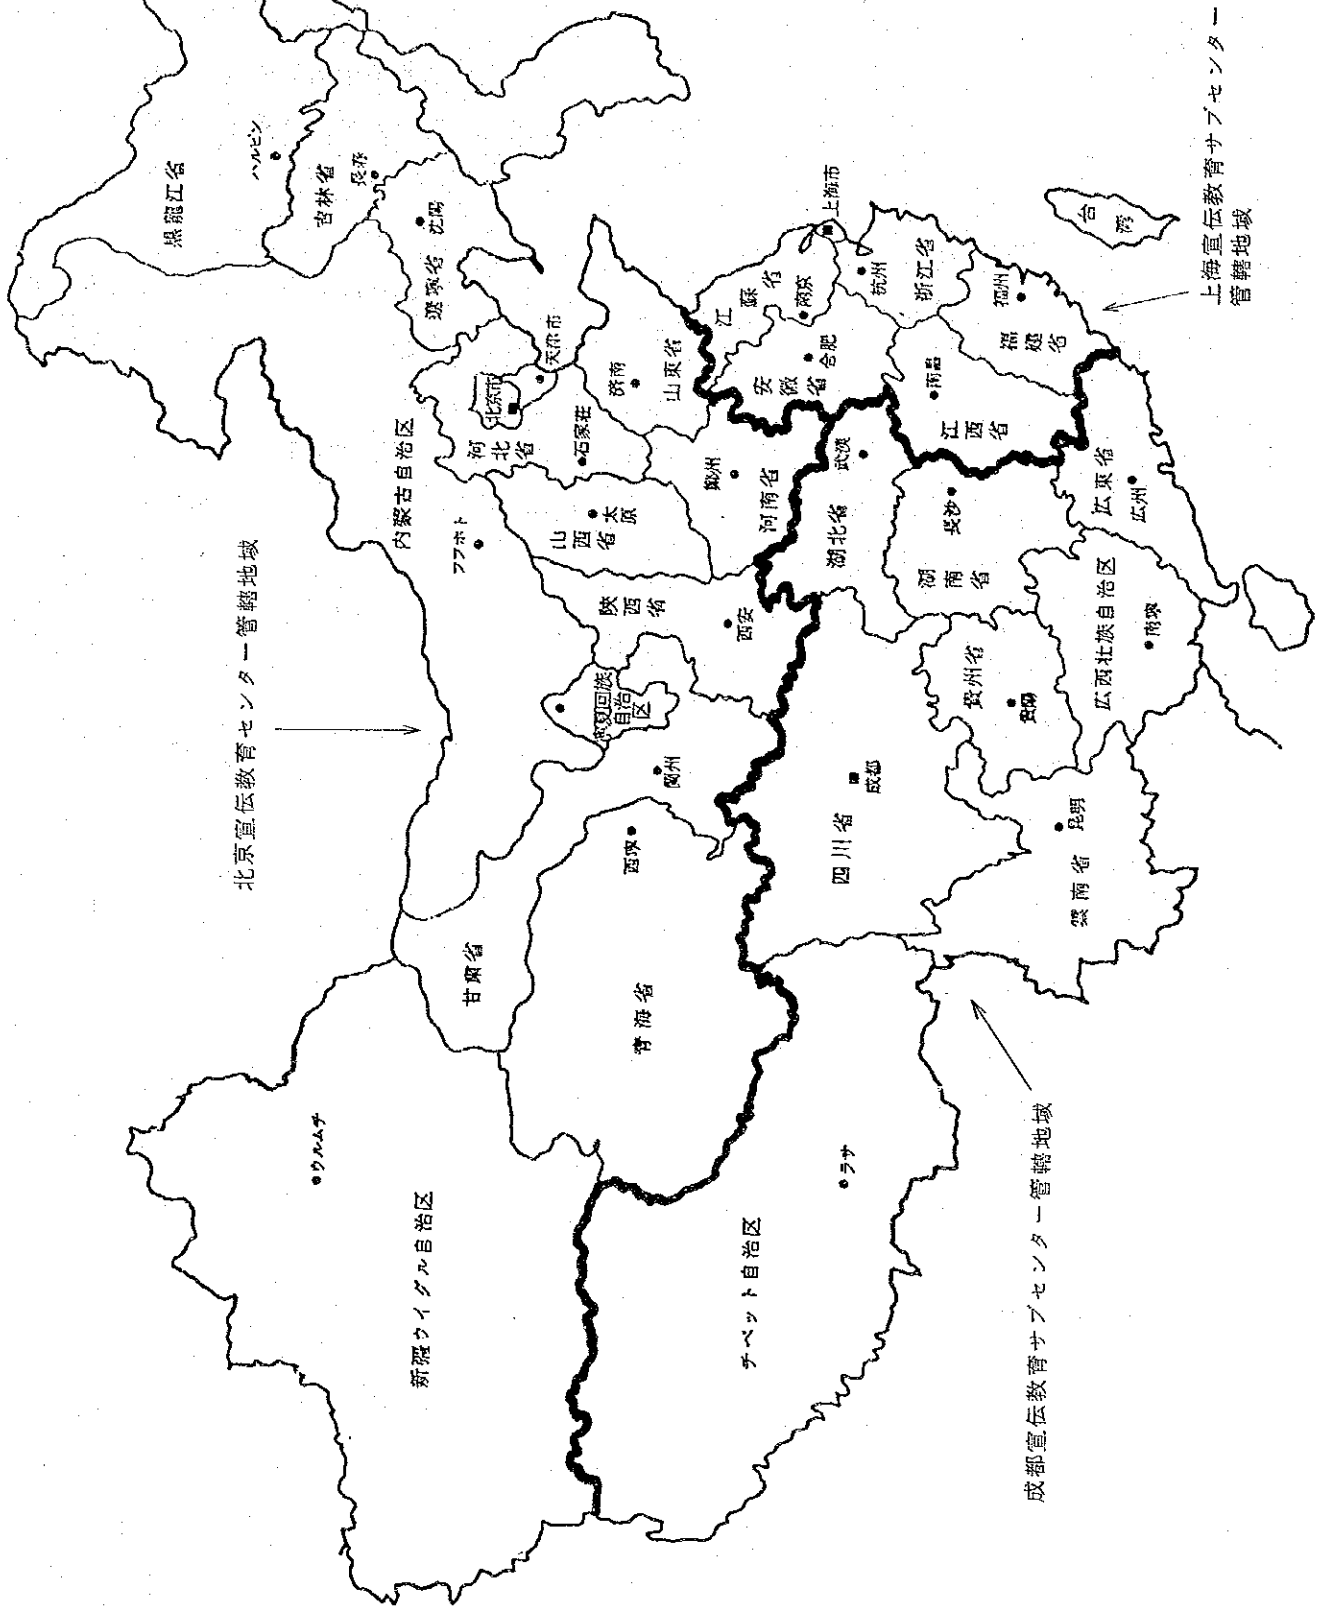 黒龍江省
ハルビン
吉林省
長春
遼寧省
沈陽
内蒙古自治区
フフホト
北京宣伝教育センター管轄地域
北京市
天津市
河
北
省
石家荘
山
西
省
太
原
済南
山東省
鄭州
河南省
陝
西
省
西安
自治
区
蘭州
甘粛省
西寧
青海省
ウルムチ
新疆ウイグル自治区
チベット自治区
ラサ
四川省
成都
江
蘇
省
南京
上海市
安
徽
省
合肥
杭州
浙江省
福州
福
建
省
台
湾
上海宣伝教育サブセンター
管轄地域
南昌
江
西
省
武漢
湖北省
長沙
湖
南
省
広東省
広州
広西壮族自治区
南寧
貴州省
貴陽
昆明
雲南省
成都宣伝教育サブセンター管轄地域